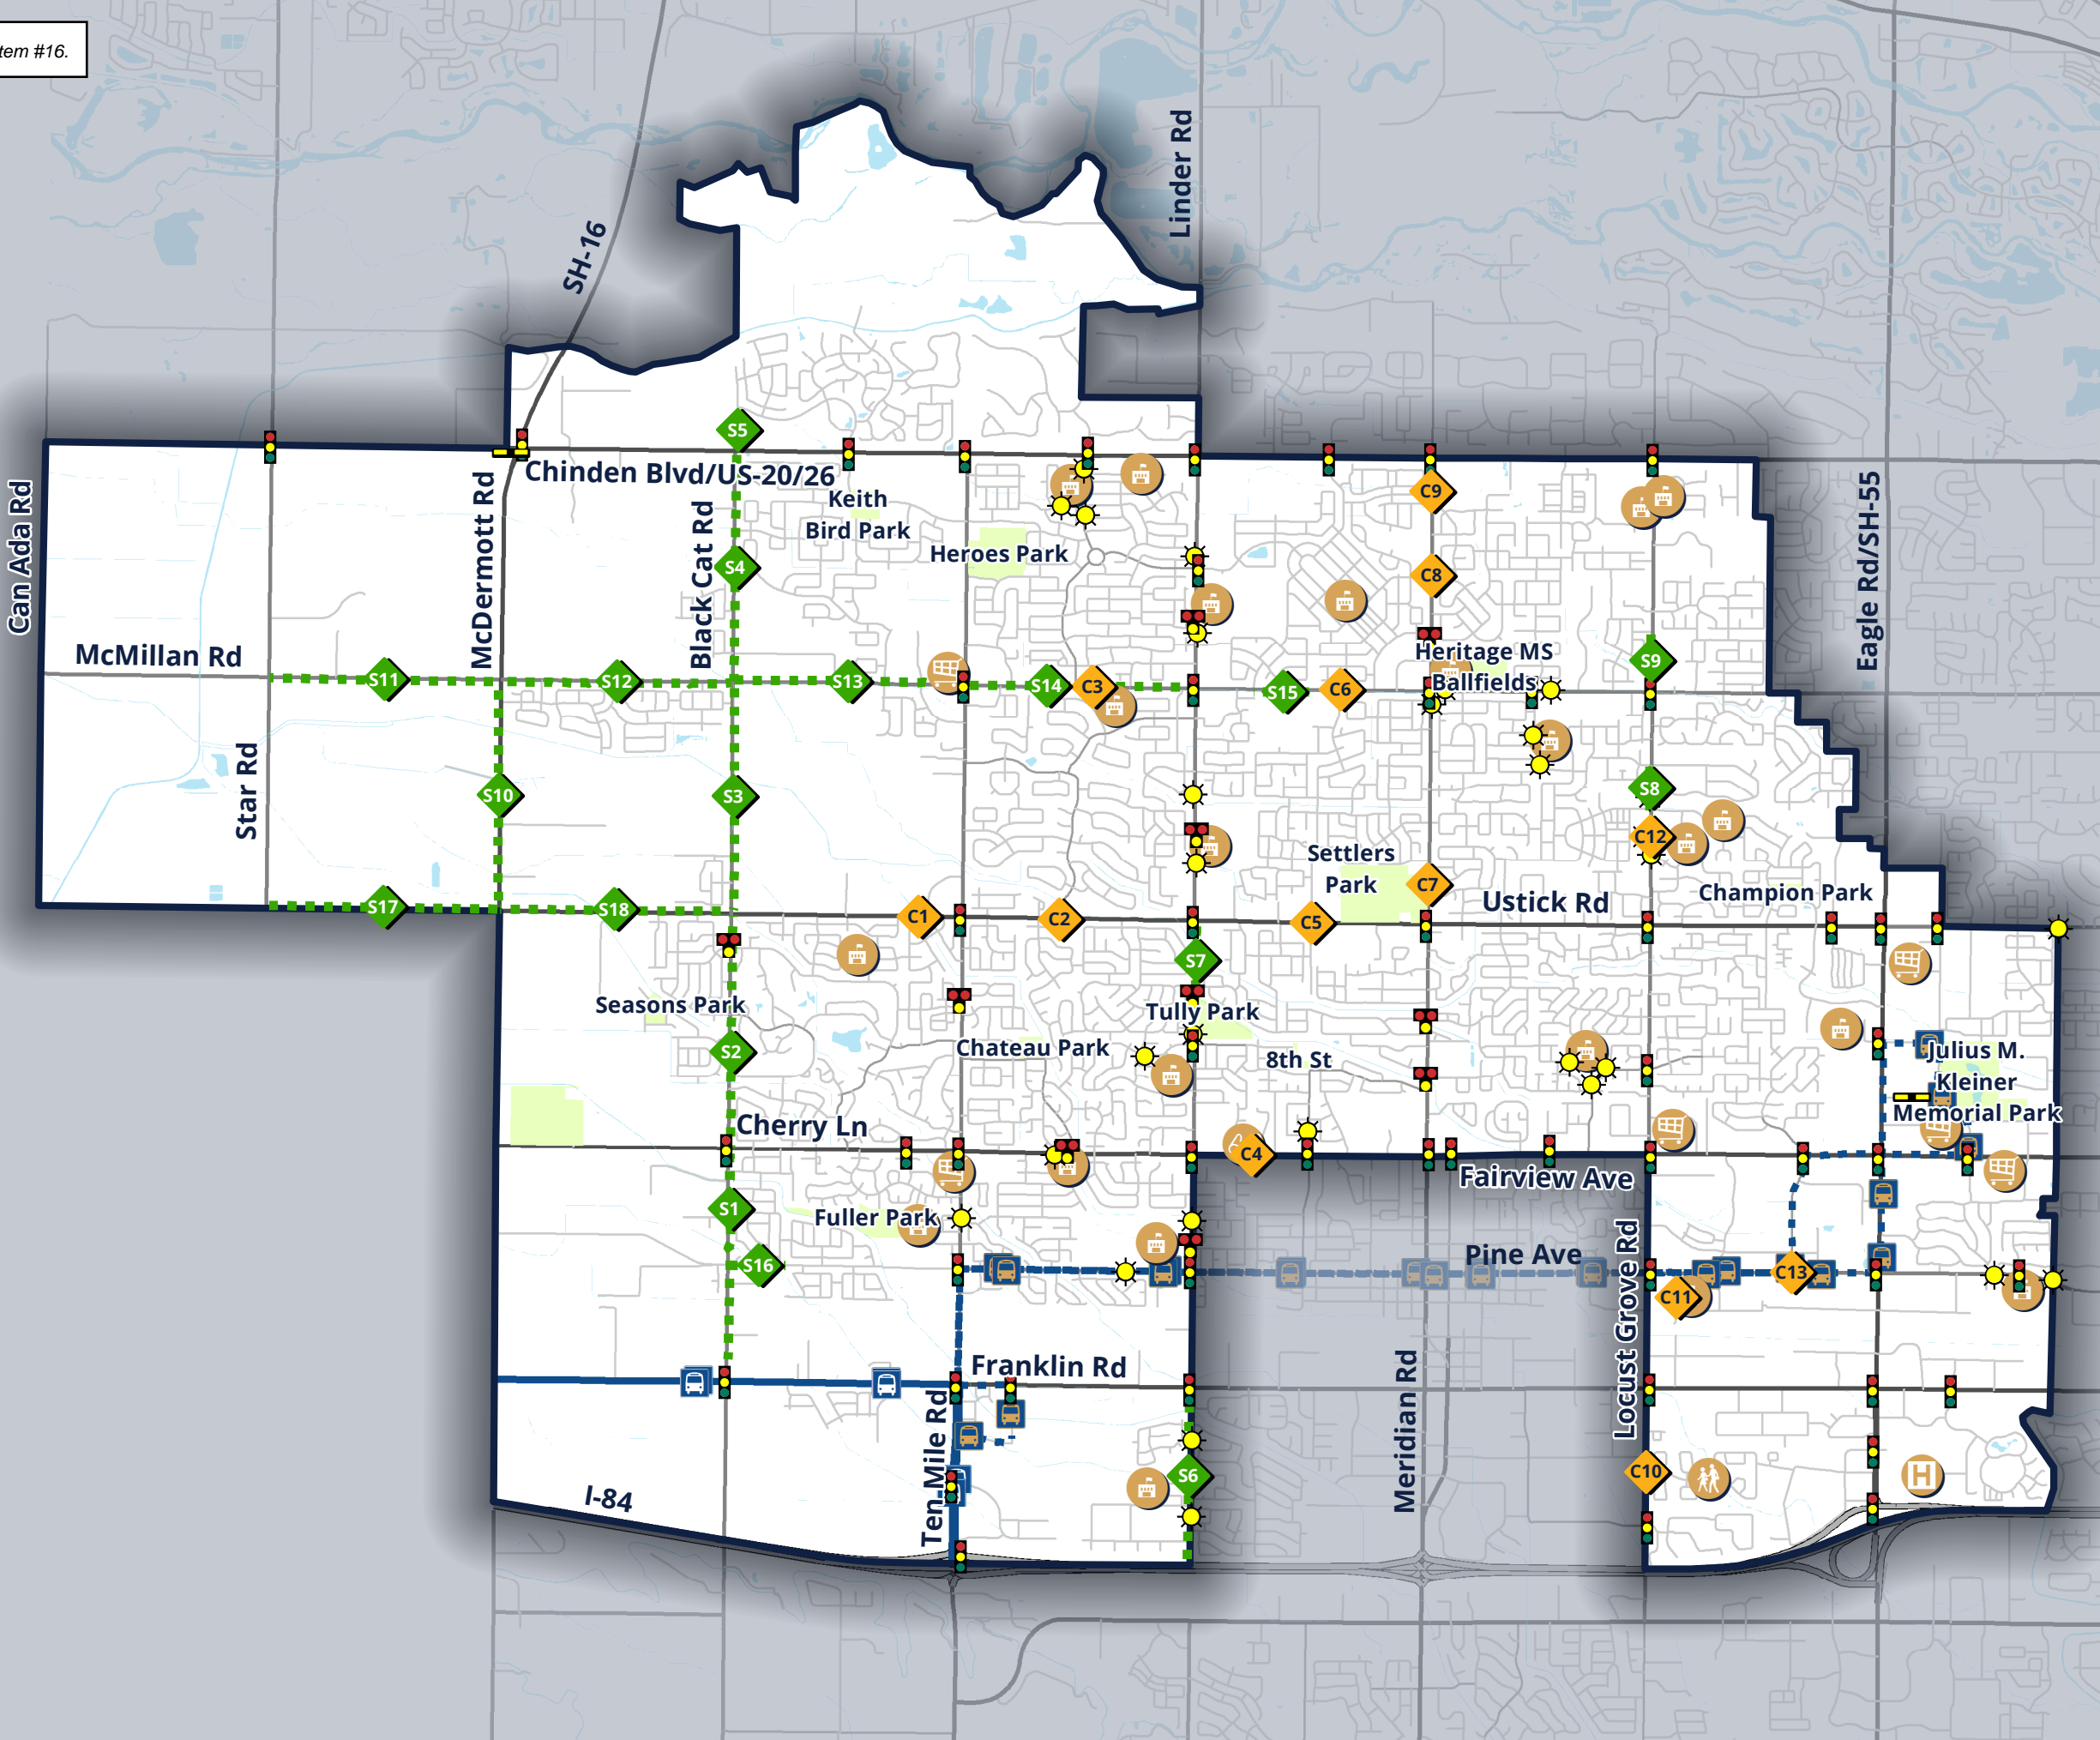 tem #16.
Linder Rd
SH-16
S5
Chinden Blvd/US-20/26
Can Ada Rd
McDermott Rd
Black Cat Rd
Keith
Bird Park
Heroes Park
C9
Eagle Rd/SH-55
S4
C8
McMillan Rd
Heritage MS
Ballfields
S9
S11
S12
S13
S14
C3
S15
C6
Star Rd
S10
S3
S8
C12
Settlers
Park
C7
Ustick Rd
Champion Park
S17
S18
C1
C2
C5
S7
Seasons Park
Tully Park
S2
Chateau Park
8th St
Julius M.
Kleiner
Memorial Park
Cherry Ln
C4
Fairview Ave
S1
Fuller Park
S16
Pine Ave
C13
C11
Locust Grove Rd
Franklin Rd
Ten Mile Rd
Meridian Rd
S6
C10
H
I-84